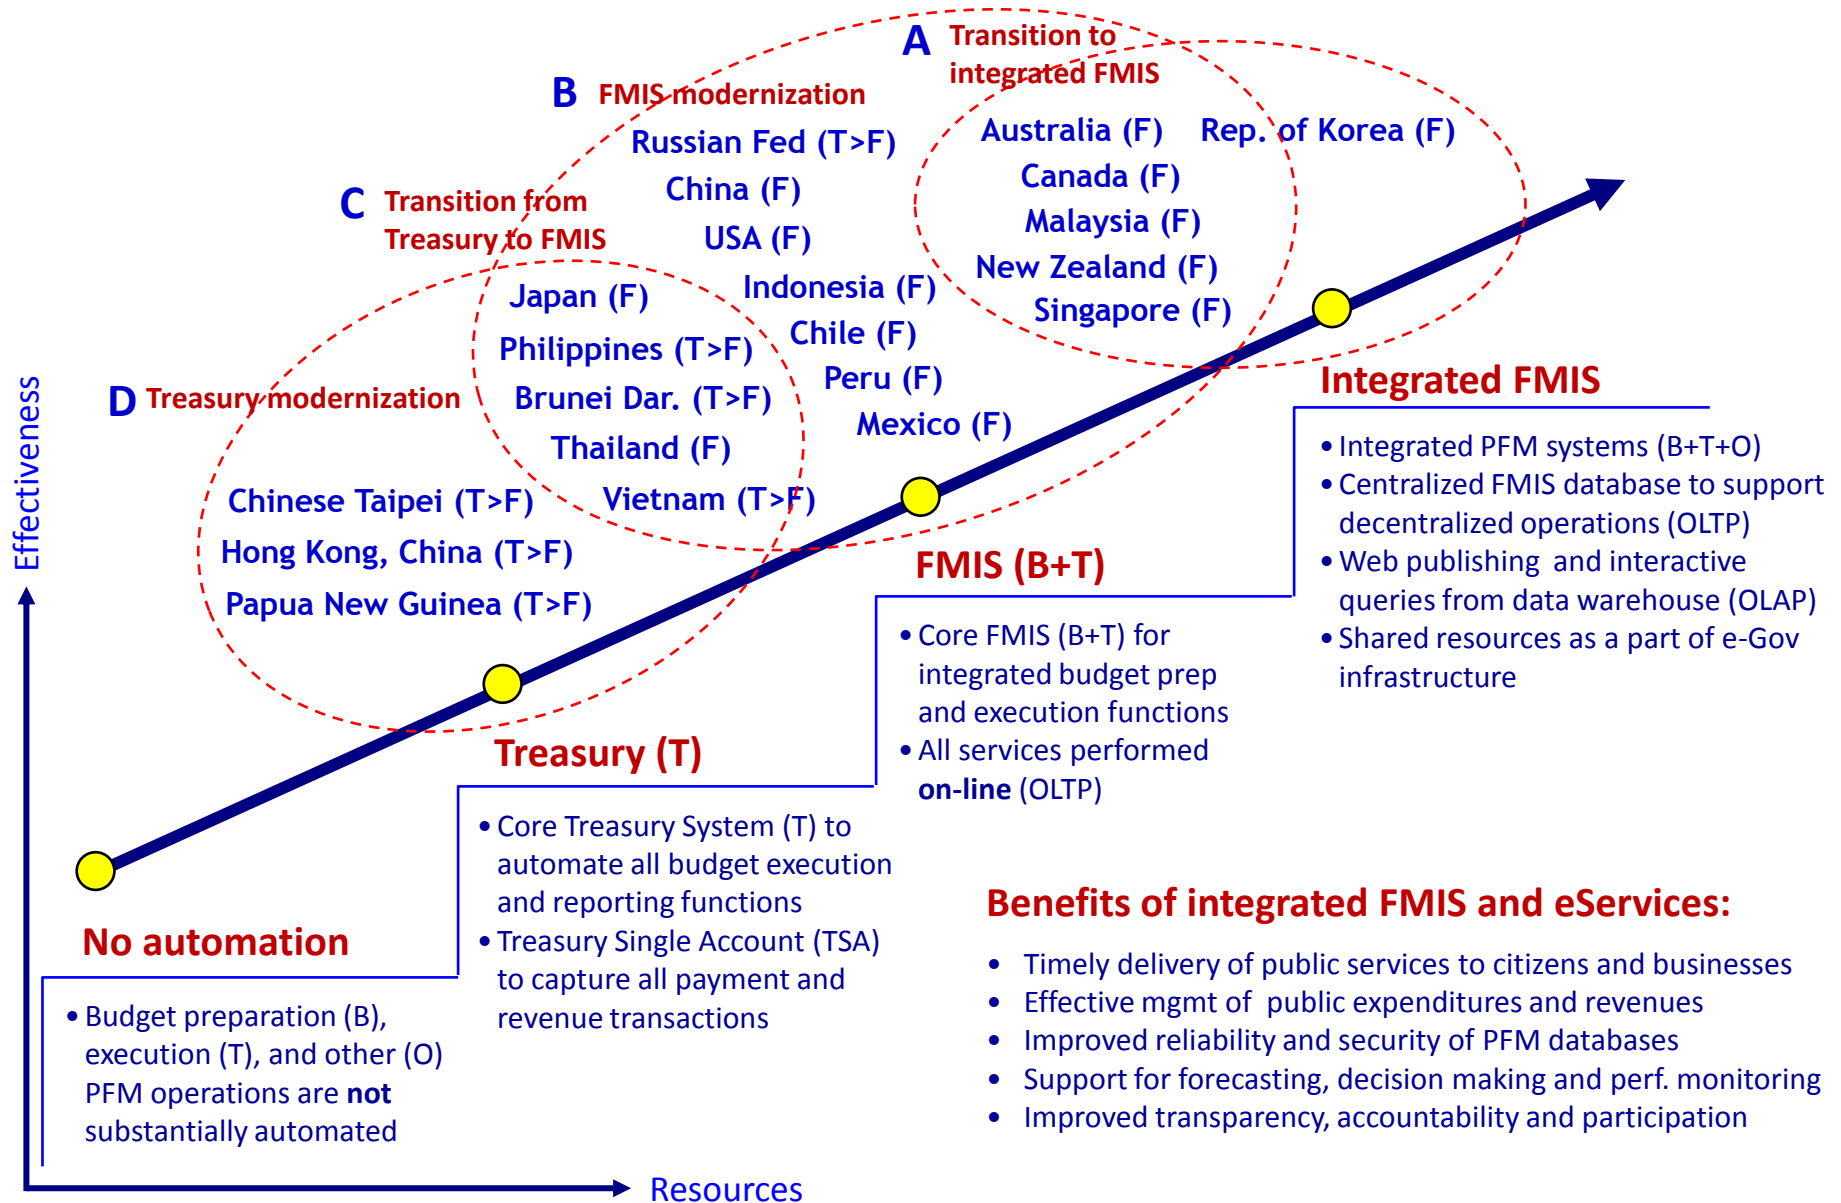 A Transition to
integrated FMIS
B FMIS modernization
Russian Fed (T>F)
China (F)
USA (F)
Indonesia (F)
Chile (F)
Peru (F)
Mexico (F)
Australia (F)
Canada (F)
Malaysia (F)
New Zealand (F)
Singapore (F)
Rep. of Korea (F)
C Transition from
Treasury to FMIS
Japan (F)
Philippines (T>F)
Brunei Dar. (T>F)
Thailand (F)
Vietnam (T>F)
D Treasury modernization
Chinese Taipei (T>F)
Hong Kong, China (T>F)
Papua New Guinea (T>F)
Effectiveness
Resources
No automation
• Budget preparation (B),
execution (T), and other (O)
PFM operations are not
substantially automated
Treasury (T)
• Core Treasury System (T) to
automate all budget execution
and reporting functions
• Treasury Single Account (TSA)
to capture all payment and
revenue transactions
FMIS (B+T)
• Core FMIS (B+T) for
integrated budget prep
and execution functions
• All services performed
on-line (OLTP)
Integrated FMIS
• Integrated PFM systems (B+T+O)
• Centralized FMIS database to support
decentralized operations (OLTP)
• Web publishing and interactive
queries from data warehouse (OLAP)
• Shared resources as a part of e-Gov
infrastructure
Benefits of integrated FMIS and eServices:
• Timely delivery of public services to citizens and businesses
• Effective mgmt of public expenditures and revenues
• Improved reliability and security of PFM databases
• Support for forecasting, decision making and perf. monitoring
• Improved transparency, accountability and participation